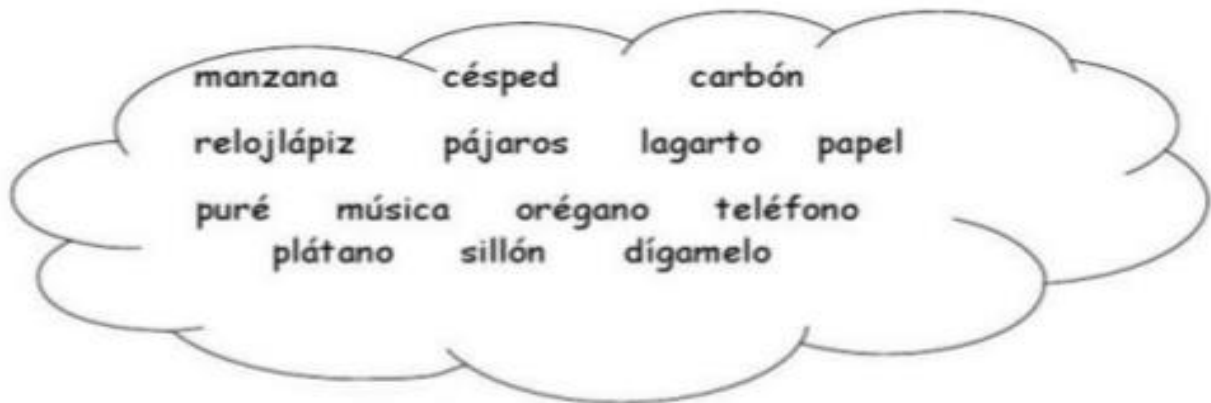 manzana césped carbón
relojlápiz pájaros lagarto papel
puré música orégano teléfono
plátano sillón dígamelo